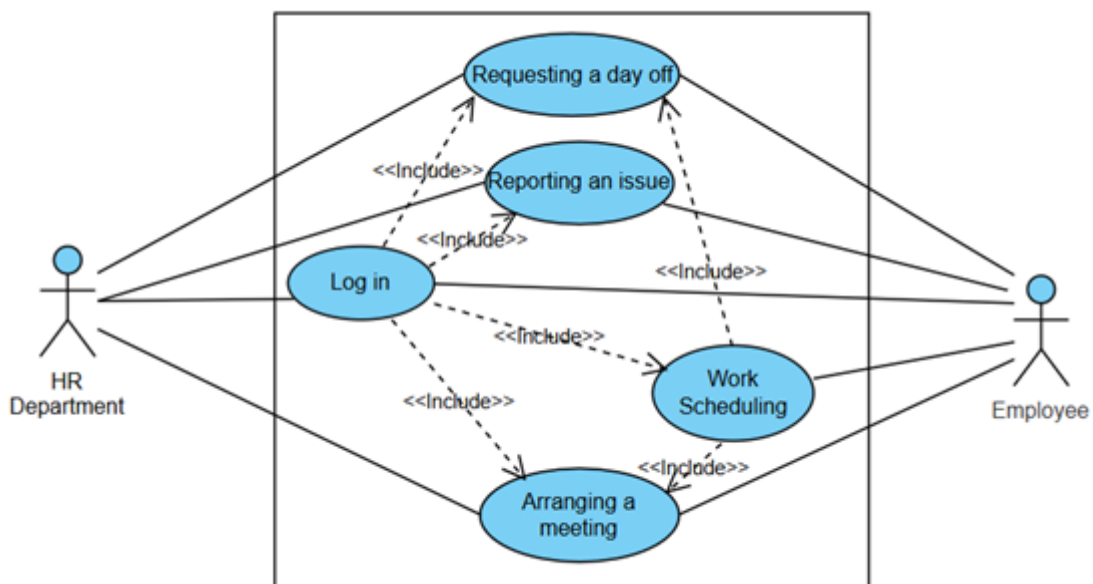 Requesting a day off
<<Include>>
Reporting an issue
<<Include>>
<<Include>>
Log in
<<Include>>
HR
Department
Work
Scheduling
<<Include>>
Employee
<<Include>>
Arranging a
meeting